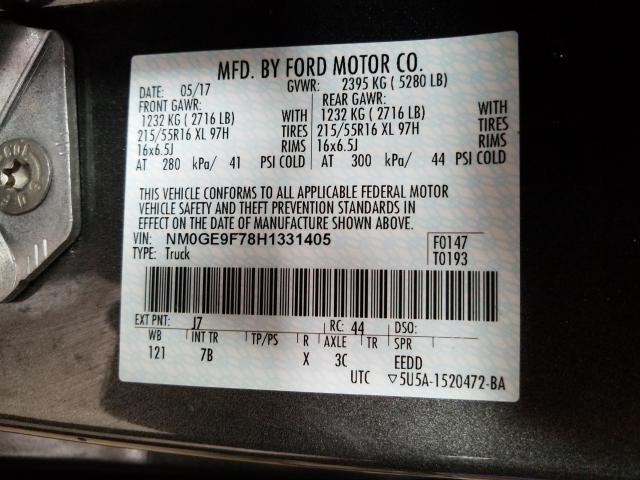 MFD. BY FORD MOTOR CO.
DATE: 05/17 GVWR: 2395 KG ( 5280 LB)
FRONT GAWR: REAR GAWR:
1232 KG ( 2716 LB) WITH 1232 KG ( 2716 LB) WITH
215/55R16 XL 97H TIRES 215/55R16 XL 97H TIRES
16x6.5J RIMS 16x6.5J RIMS
AT 280 kPa/ 41 PSI COLD AT 300 kPa/ 44 PSI COLD
THIS VEHICLE CONFORMS TO ALL APPLICABLE FEDERAL MOTOR
VEHICLE SAFETY AND THEFT PREVENTION STANDARDS IN
EFFECT ON THE DATE OF MANUFACTURE SHOWN ABOVE.
VIN: NM0GE9F78H1331405 F0147
TYPE: Truck T0193
EXT PNT: J7 RC: 44 DSO:
WB INT TR TP/PS R AXLE TR SPR
121 7B X 3C EEDD
UTC ▽5U5A-1520472-BA